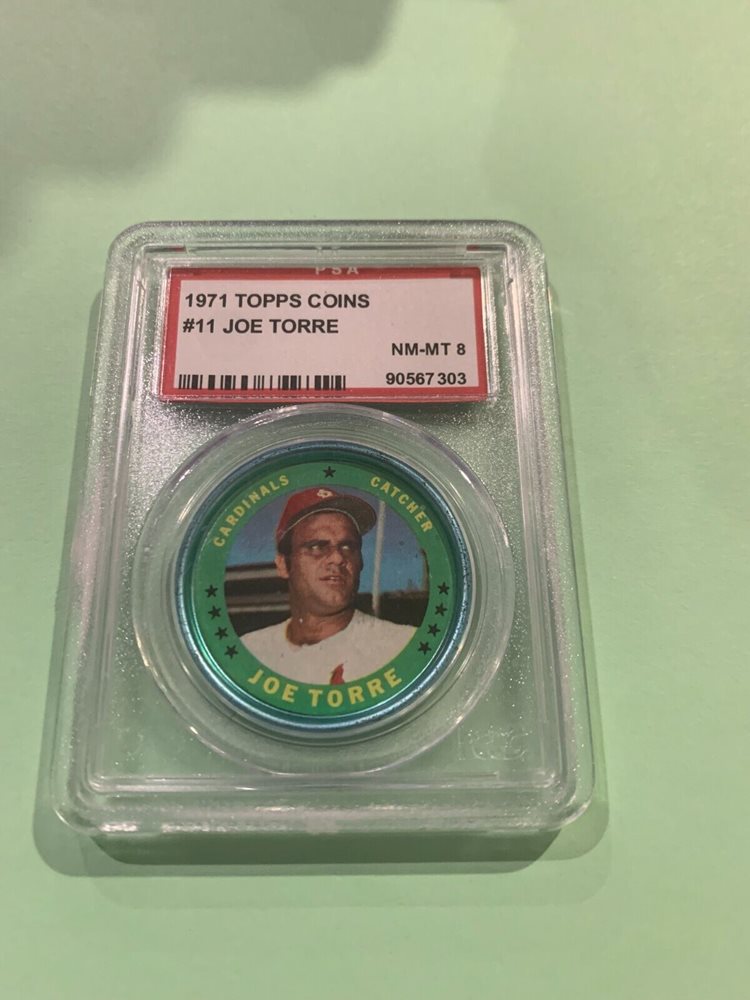 PSA
1971 TOPPS COINS
#11 JOE TORRE
NM-MT 8
90567303
CARDINALS ★ CATCHER
JOE TORRE